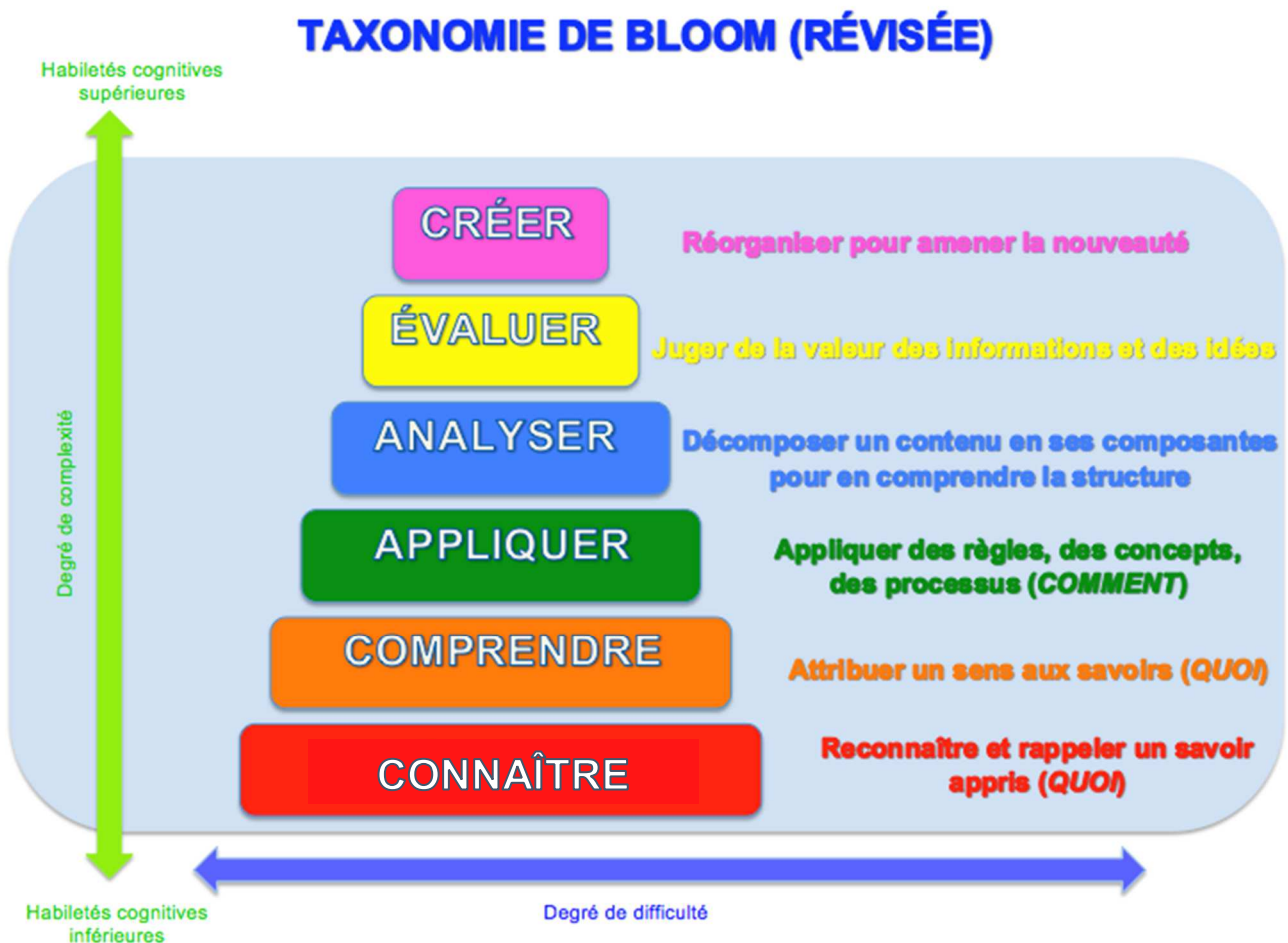 TAXONOMIE DE BLOOM (RÉVISÉE)
Habiletés cognitives
supérieures
CRÉER
Réorganiser pour amener la nouveauté
ÉVALUER
Juger de la valeur des informations et des idées
ANALYSER
Décomposer un contenu en ses composantes
pour en comprendre la structure
Degré de complexité
APPLIQUER
Appliquer des règles, des concepts,
des processus (COMMENT)
COMPRENDRE
Attribuer un sens aux savoirs (QUOI)
CONNAÎTRE
Reconnaître et rappeler un savoir
appris (QUOI)
Habiletés cognitives
inférieures
Degré de difficulté